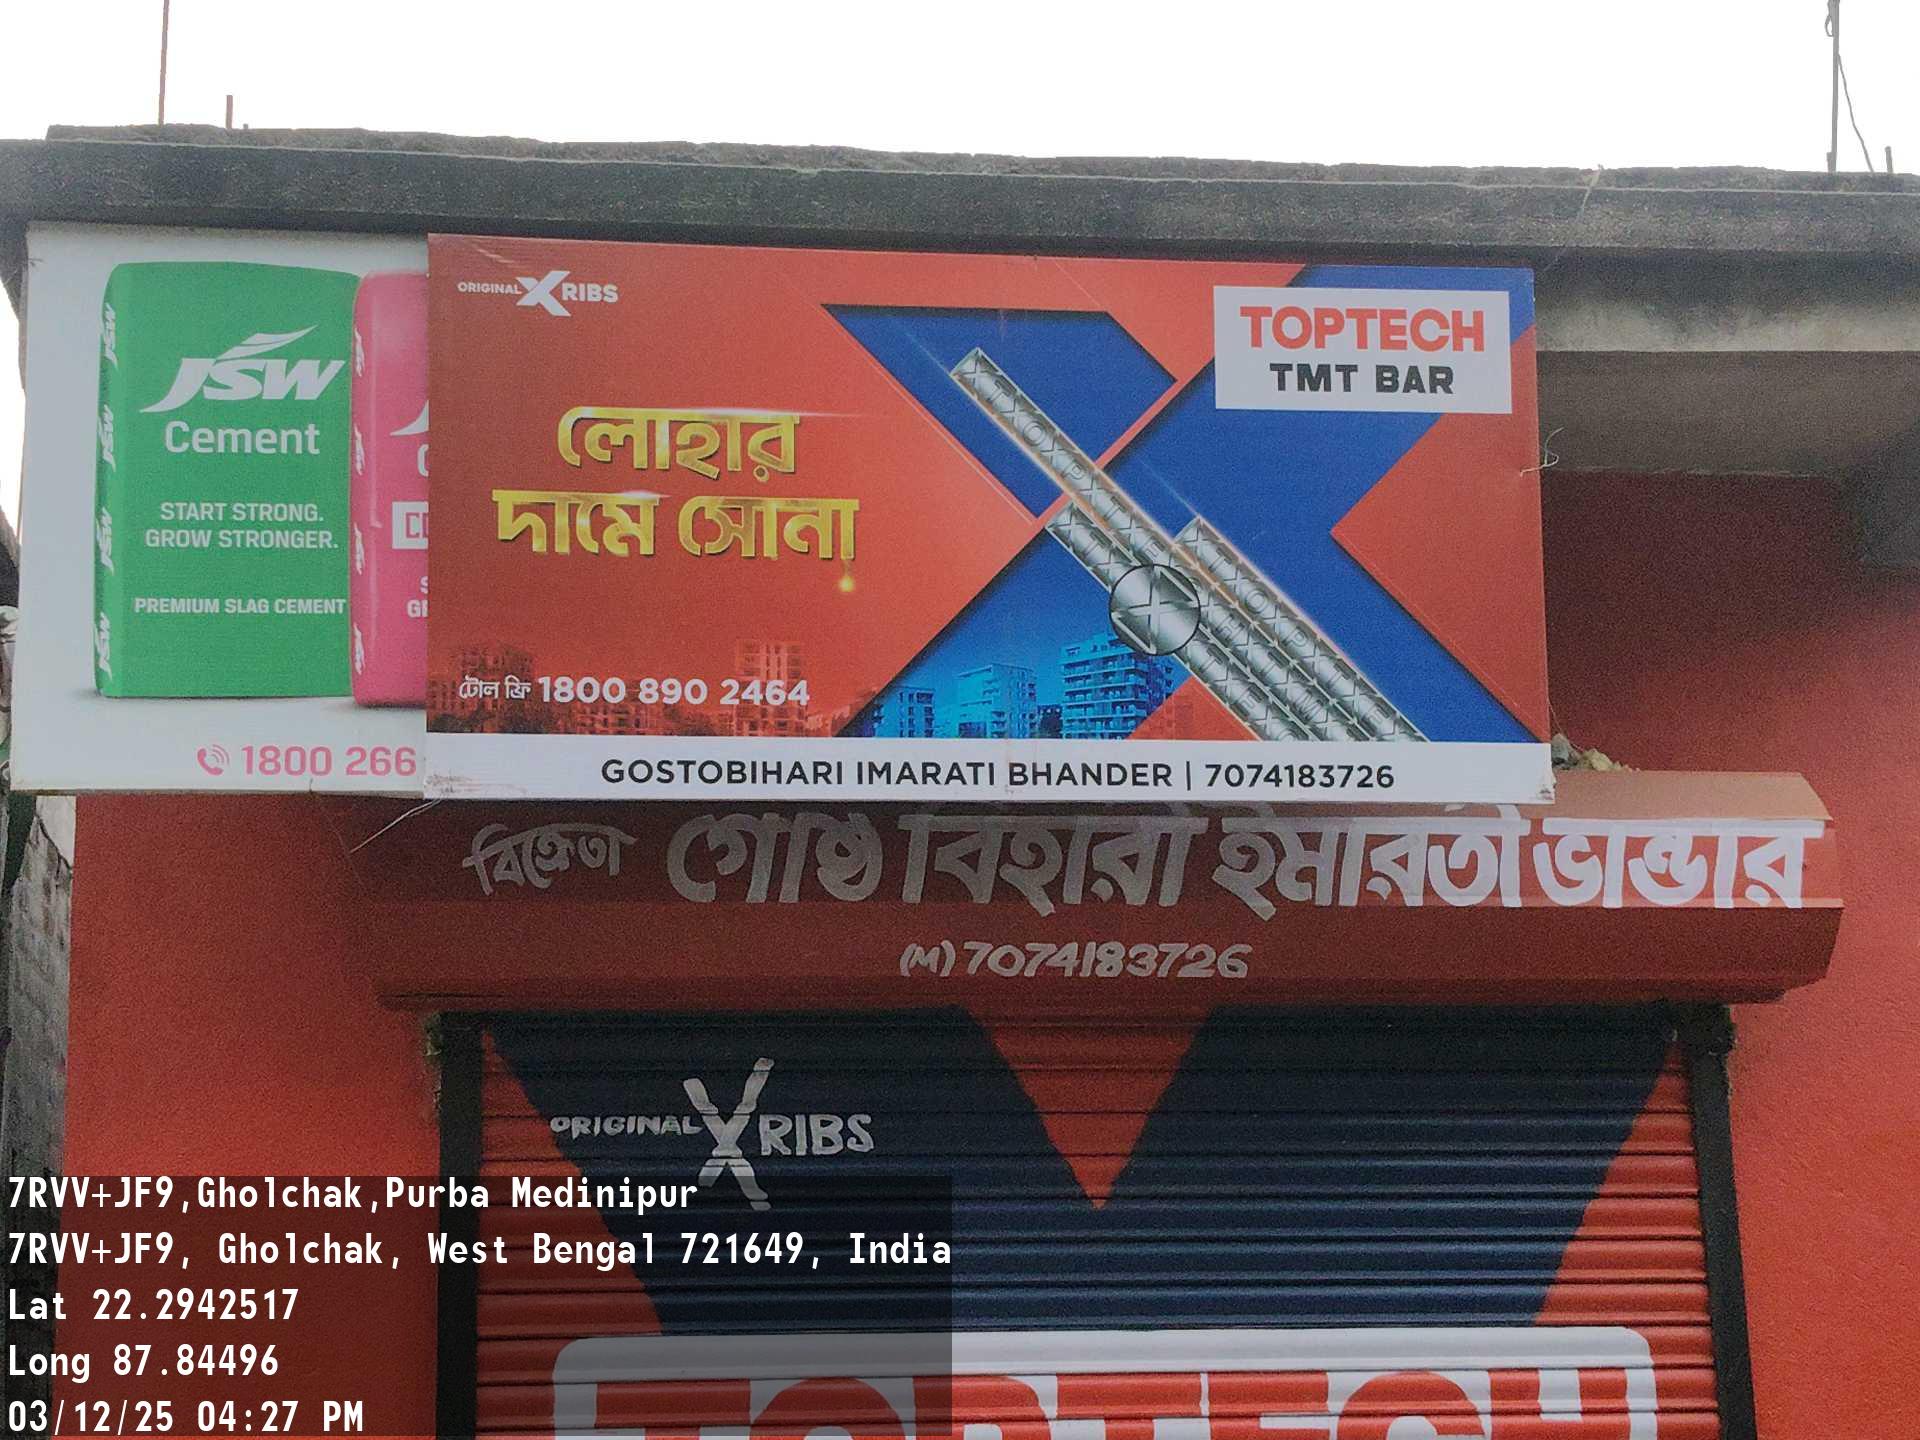 JSW
Cement
START STRONG.
GROW STRONGER.
PREMIUM SLAG CEMENT
1800 266
ORIGINAL X RIBS
TOPTECH
TMT BAR
লোহার
দামে সোনা
টোল ফ্রি 1800 890 2464
GOSTOBIHARI IMARATI BHANDER | 7074183726
বিক্রেতা গোষ্ঠ বিহারী ইমারতী ভান্ডার
(M) 7074183726
ORIGINAL X RIBS
TOPTECH
7RVV+JF9,Gholchak,Purba Medinipur
7RVV+JF9, Gholchak, West Bengal 721649, India
Lat 22.2942517
Long 87.84496
03/12/25 04:27 PM